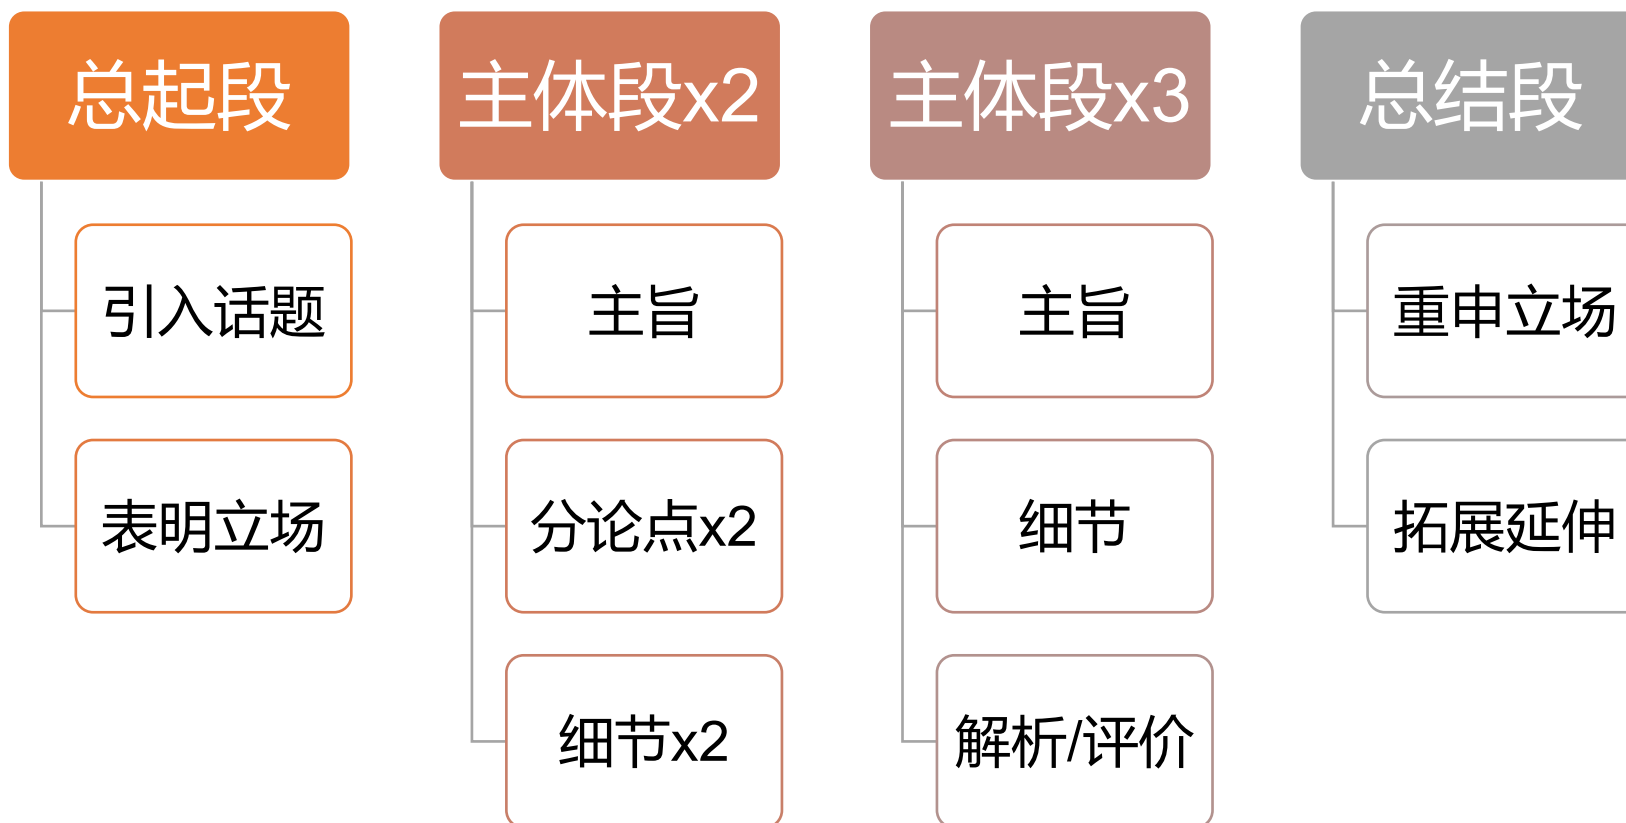 总起段
引入话题
表明立场
主体段x2
主旨
分论点x2
细节x2
主体段x3
主旨
细节
解析/评价
总结段
重申立场
拓展延伸